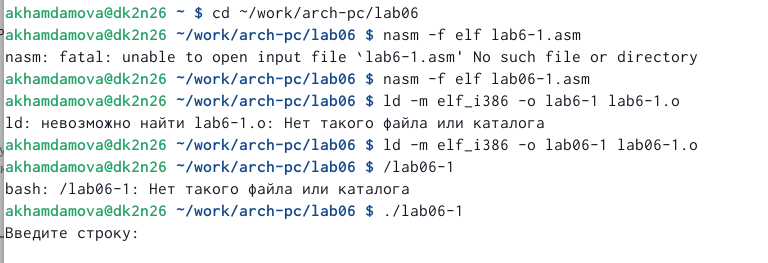 akhamdamova@dk2n26 ~ $ cd ~/work/arch-pc/lab06
akhamdamova@dk2n26 ~/work/arch-pc/lab06 $ nasm -f elf lab6-1.asm
nasm: fatal: unable to open input file `lab6-1.asm' No such file or directory
akhamdamova@dk2n26 ~/work/arch-pc/lab06 $ nasm -f elf lab06-1.asm
akhamdamova@dk2n26 ~/work/arch-pc/lab06 $ ld -m elf_i386 -o lab6-1 lab6-1.o
ld: невозможно найти lab6-1.o: Нет такого файла или каталога
akhamdamova@dk2n26 ~/work/arch-pc/lab06 $ ld -m elf_i386 -o lab06-1 lab06-1.o
akhamdamova@dk2n26 ~/work/arch-pc/lab06 $ /lab06-1
bash: /lab06-1: Нет такого файла или каталога
akhamdamova@dk2n26 ~/work/arch-pc/lab06 $ ./lab06-1
Введите строку: